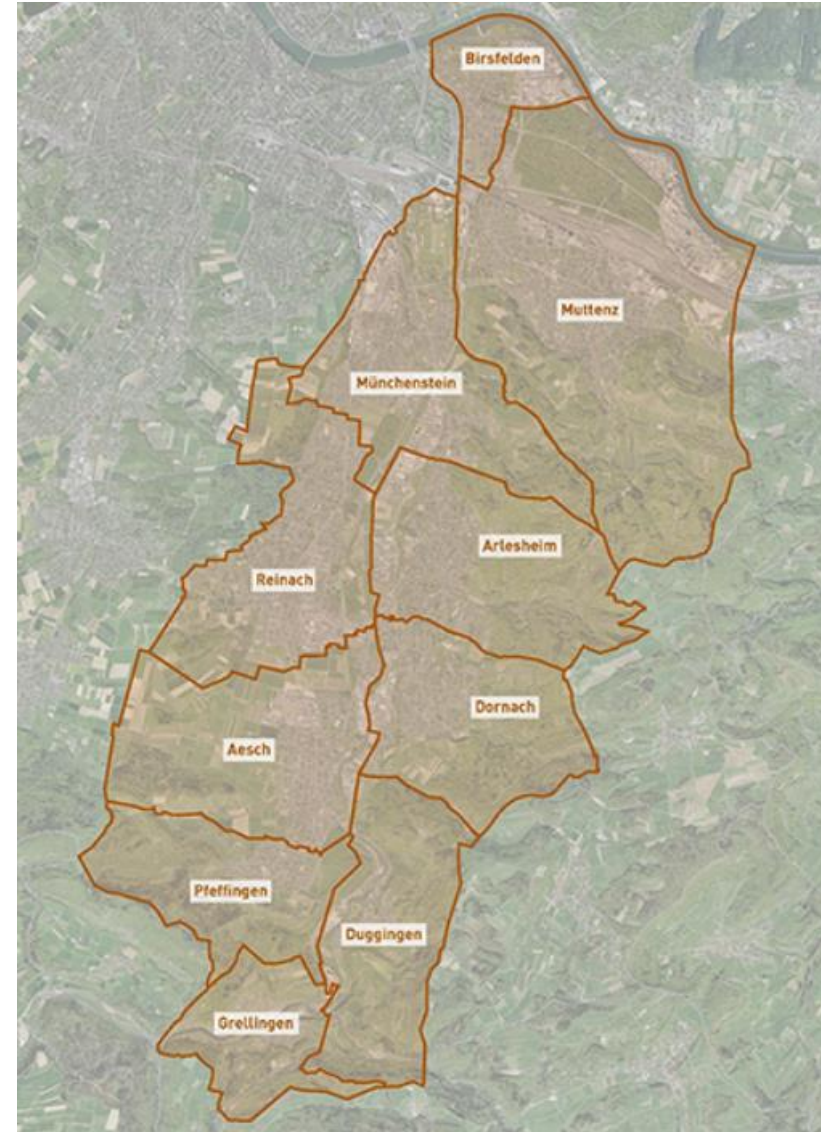 Birsfelden
Muttenz
Münchenstein
Arlesheim
Reinach
Dornach
Aesch
Pfeffingen
Duggingen
Grellingen